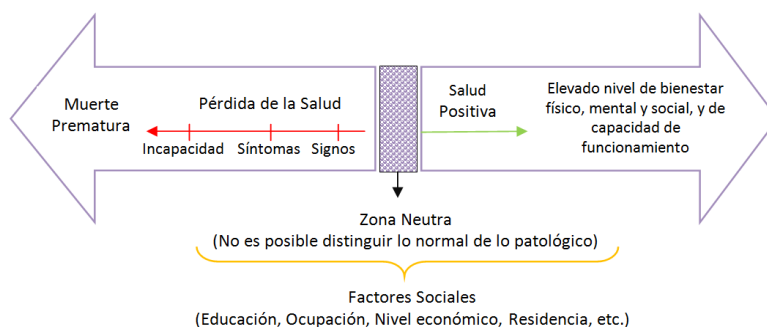 Muerte
Prematura
Pérdida de la Salud
Incapacidad
Síntomas
Signos
Salud
Positiva
Elevado nivel de bienestar
físico, mental y social, y de
capacidad de
funcionamiento
Zona Neutra
(No es posible distinguir lo normal de lo patológico)
Factores Sociales
(Educación, Ocupación, Nivel económico, Residencia, etc.)